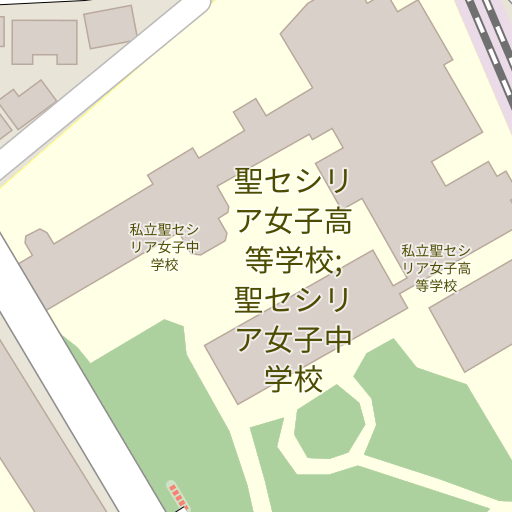 聖セシリ
ア女子高
等学校;
聖セシリ
ア女子中
学校
私立聖セシ
リア女子中
学校
私立聖セシ
リア女子高
等学校